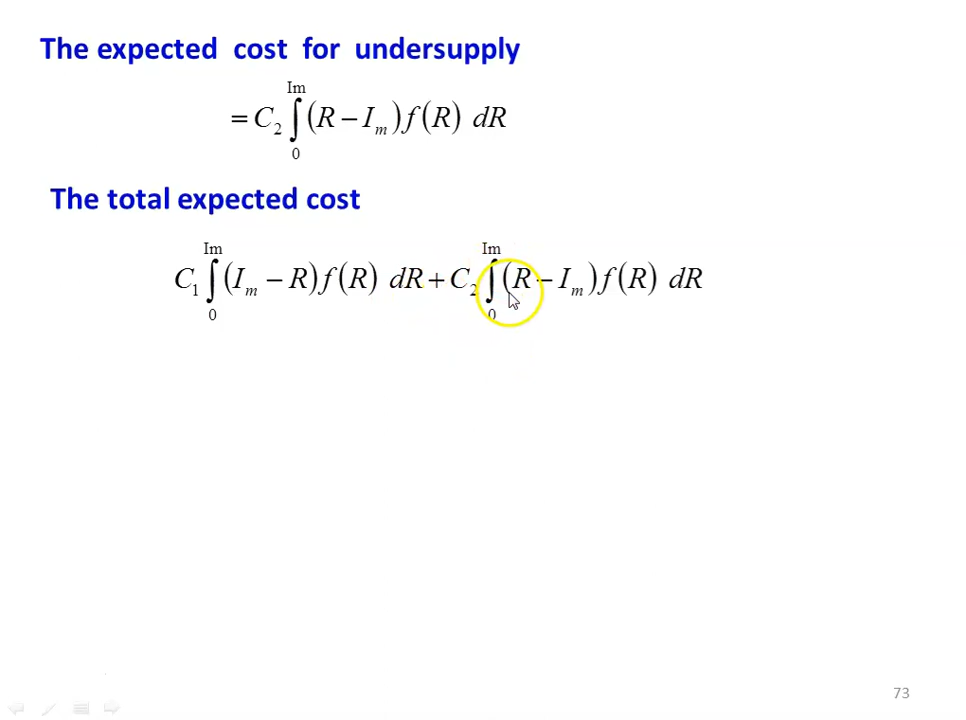 The expected cost for undersupply
= C₂ ∫₀^Im (R − Iₘ) f(R) dR
The total expected cost
C₁ ∫₀^Im (Iₘ − R) f(R) dR + C₂ ∫₀^Im (R − Iₘ) f(R) dR
73